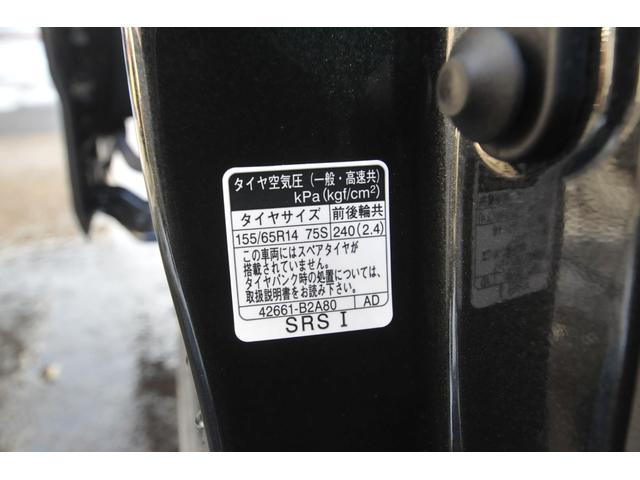 タイヤ空気圧 (一般・高速共)
kPa(kgf/cm²)
タイヤサイズ 前後輪共
155/65R14 75S 240(2.4)
この車両にはスペアタイヤが
搭載されていません。
タイヤパンク時の処置については、
取扱説明書をお読み下さい。
42661-B2A80 AD
SRS I